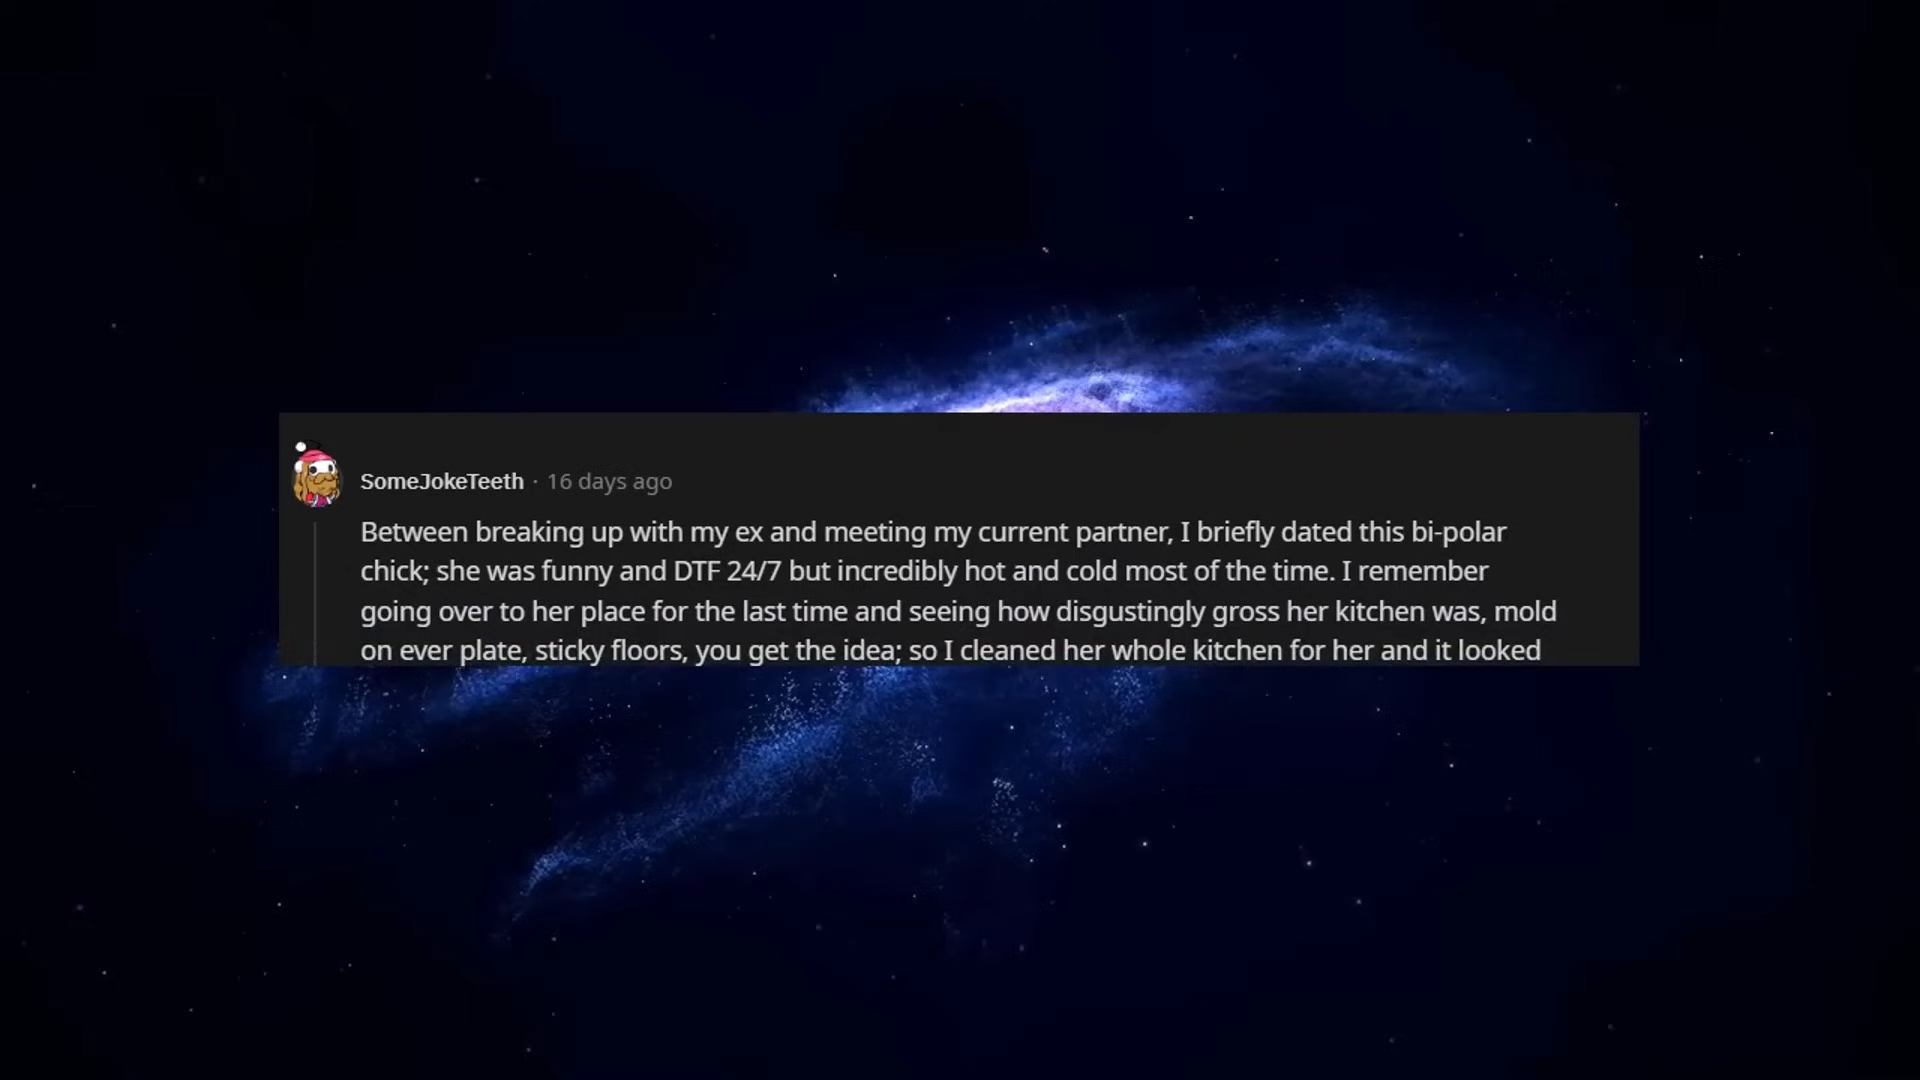 SomeJokeTeeth · 16 days ago
Between breaking up with my ex and meeting my current partner, I briefly dated this bi-polar
chick; she was funny and DTF 24/7 but incredibly hot and cold most of the time. I remember
going over to her place for the last time and seeing how disgustingly gross her kitchen was, mold
on ever plate, sticky floors, you get the idea; so I cleaned her whole kitchen for her and it looked